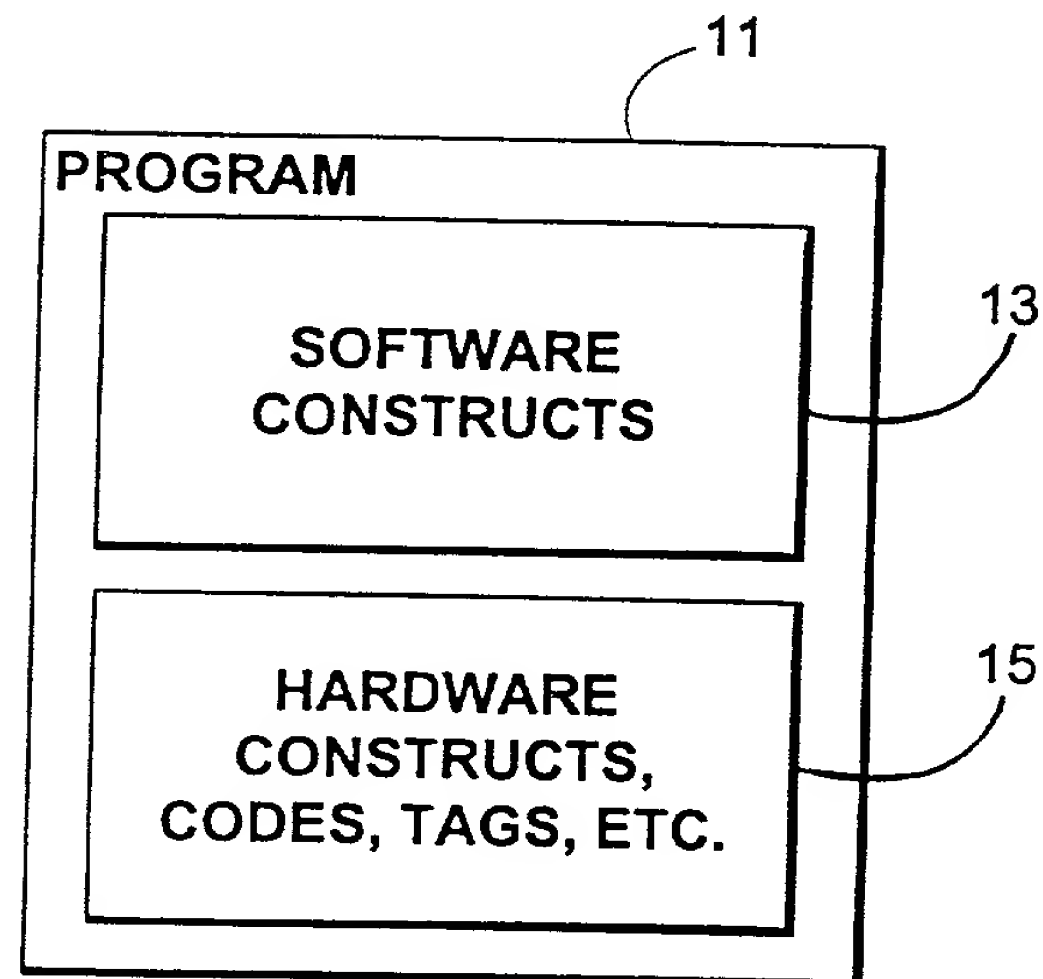 11
PROGRAM
SOFTWARE
CONSTRUCTS
13
HARDWARE
CONSTRUCTS,
CODES, TAGS, ETC.
15